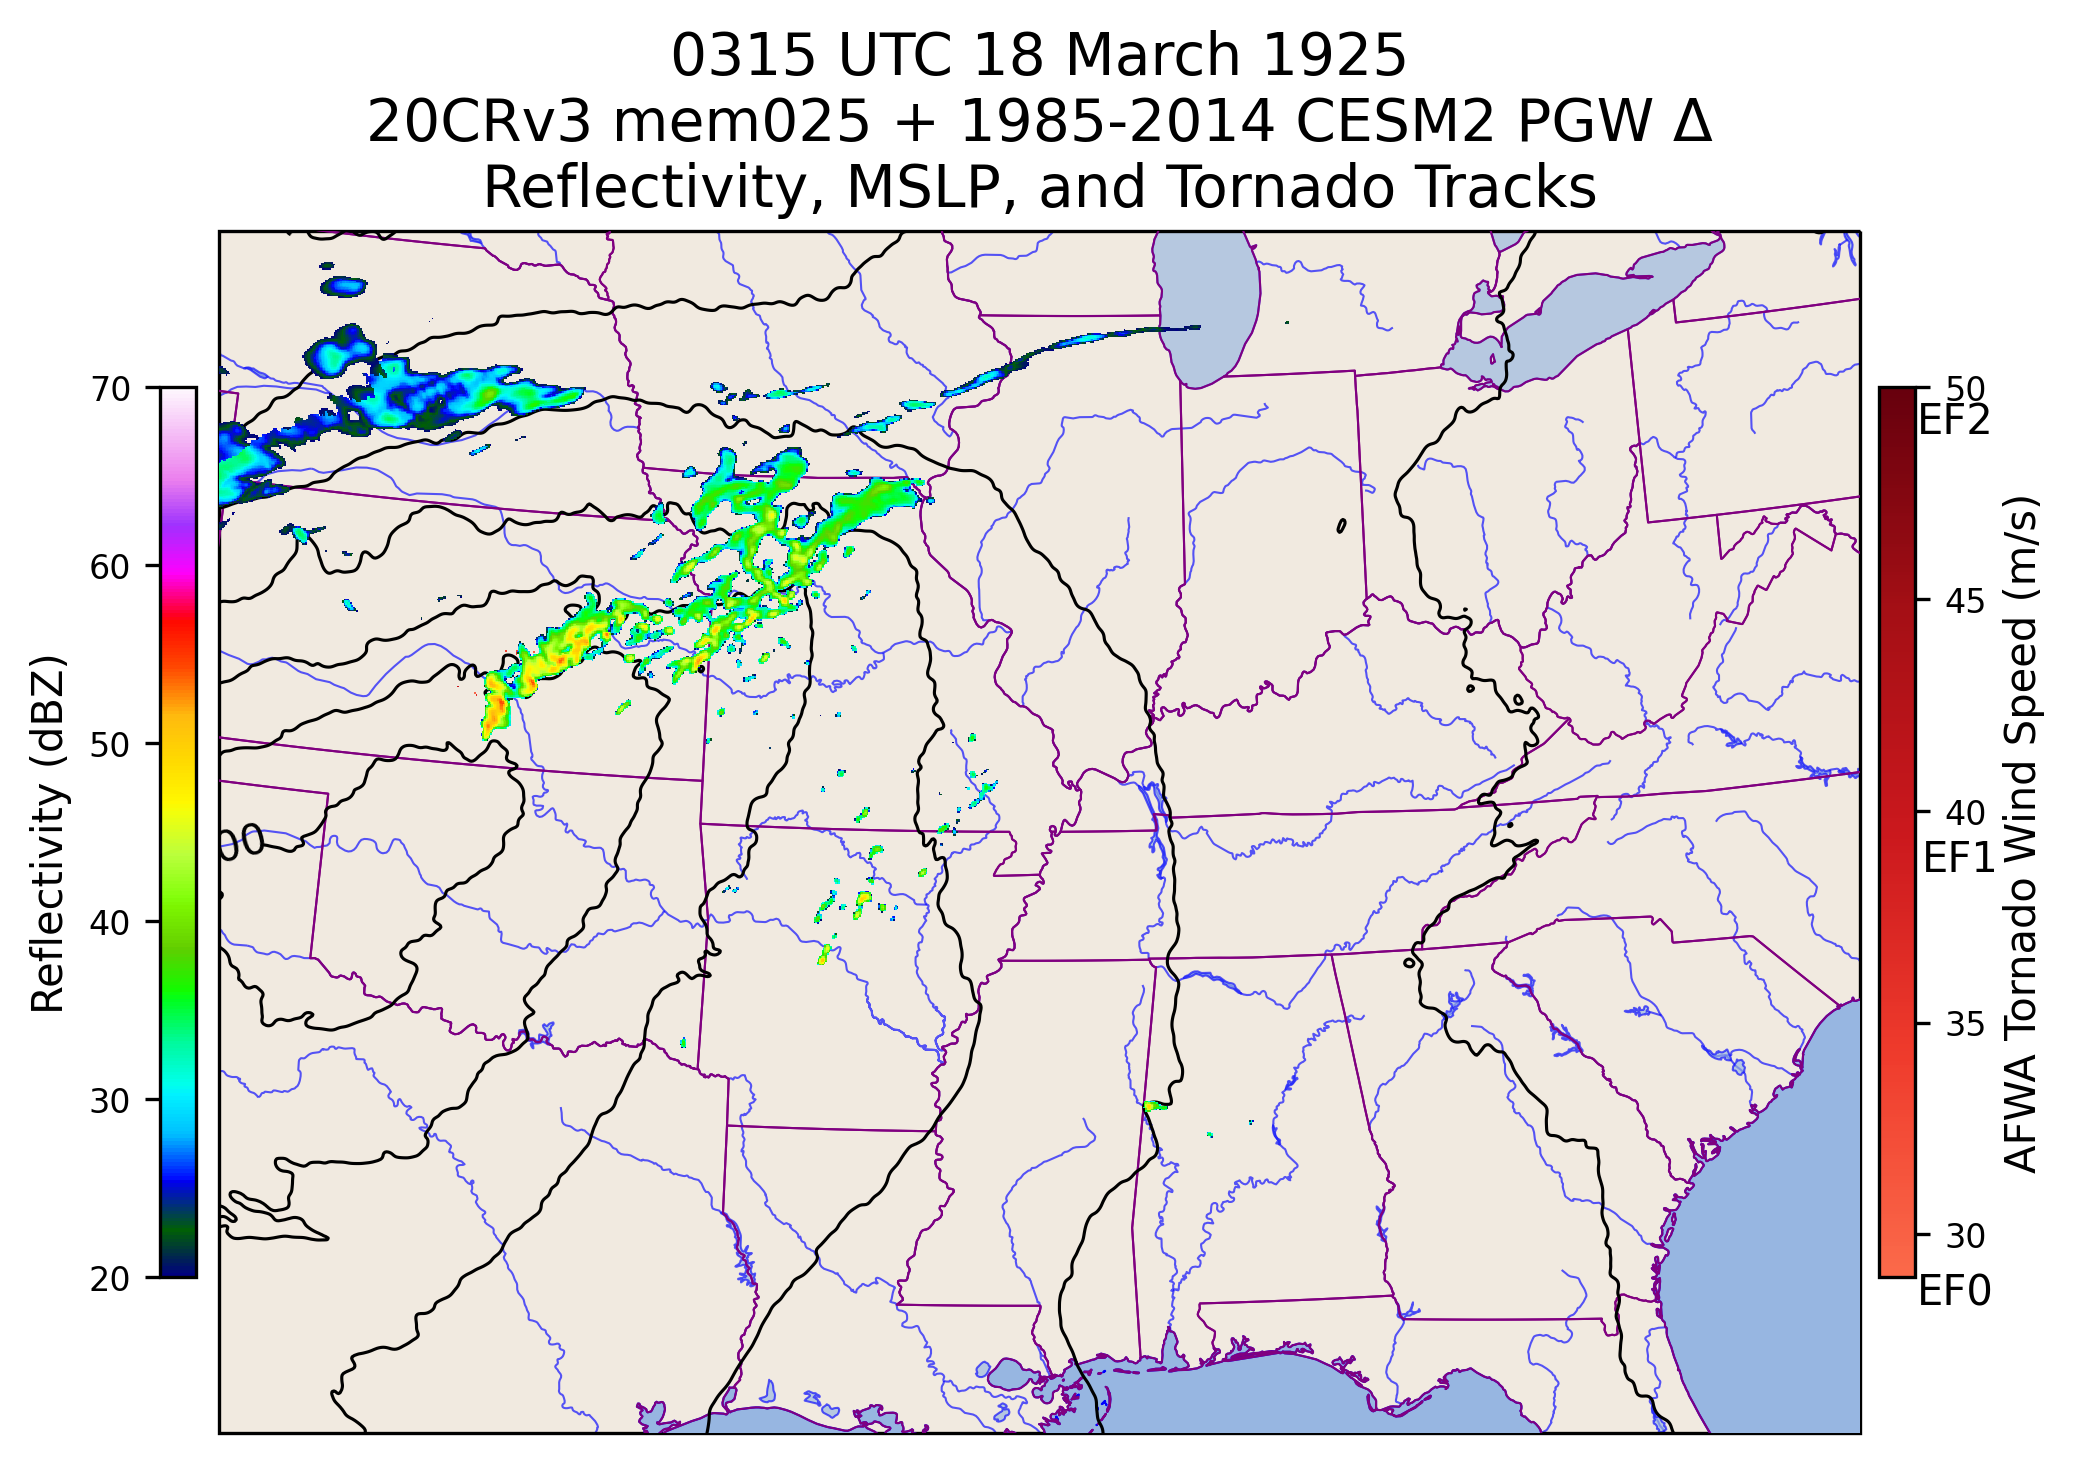 0315 UTC 18 March 1925
20CRv3 mem025 + 1985-2014 CESM2 PGW Δ
Reflectivity, MSLP, and Tornado Tracks
Reflectivity (dBZ)
70
60
50
40
30
20
00
50
EF2
45
40
EF1
35
30
EF0
AFWA Tornado Wind Speed (m/s)